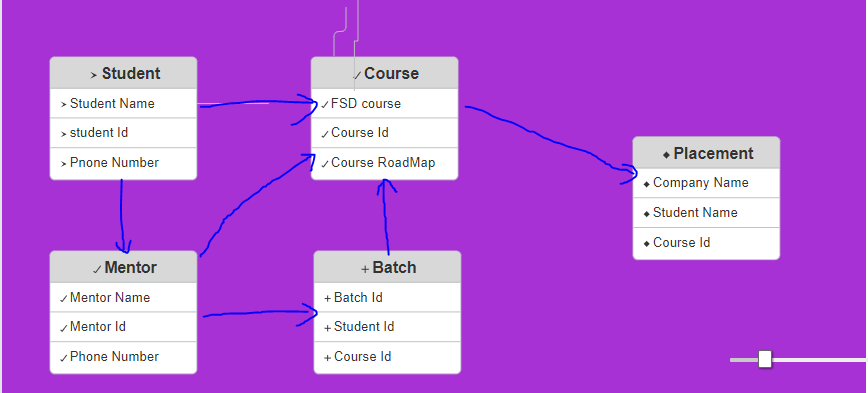 Student
Student Name
student Id
Pnone Number
Course
FSD course
Course Id
Course RoadMap
Placement
Company Name
Student Name
Course Id
Mentor
Mentor Name
Mentor Id
Phone Number
Batch
Batch Id
Student Id
Course Id